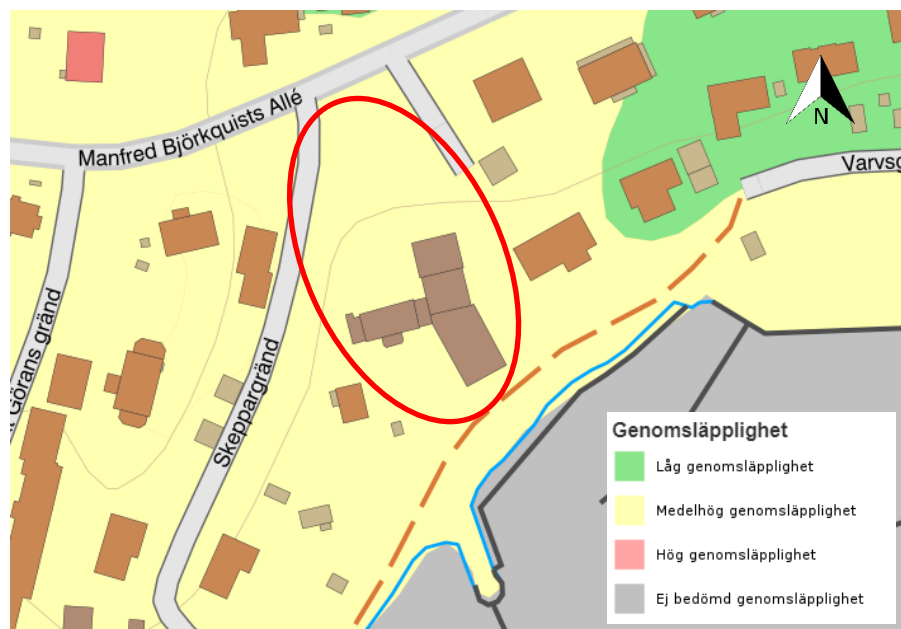 Manfred Björkquists Allé
N
Varvsg
t Görans gränd
Skeppargränd
Genomsläpplighet
Låg genomsläpplighet
Medelhög genomsläpplighet
Hög genomsläpplighet
Ej bedömd genomsläpplighet